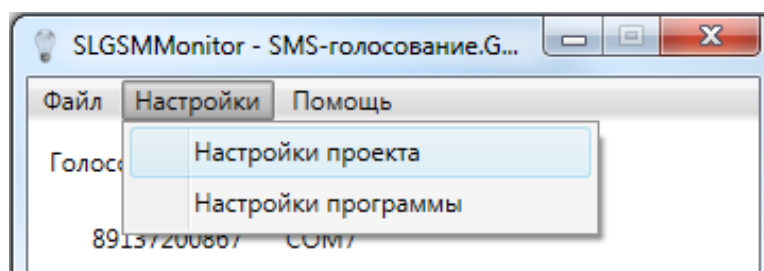 SLGSMMonitor - SMS-голосование.G...
Файл Настройки Помощь
Настройки проекта
Настройки программы
89137200867 COM7